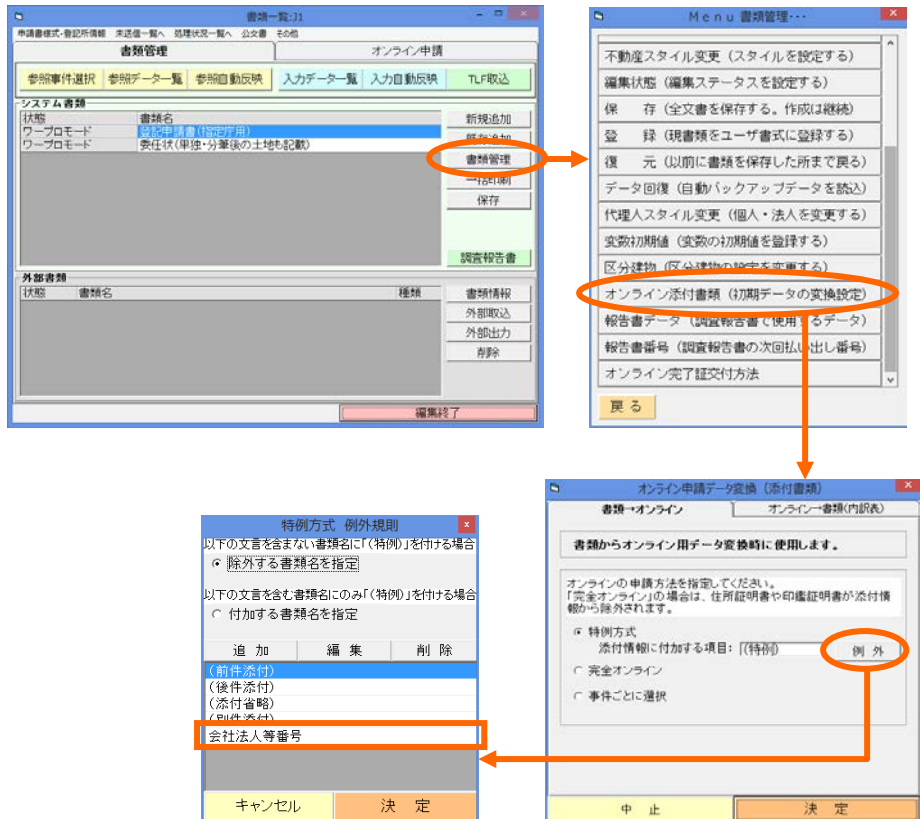 書類一覧:J1
申請書様式・登記所情報 未送信一覧へ 処理状況一覧へ 公文書 その他
書類管理 オンライン申請
参照事件選択 参照データ一覧 参照自動反映 入力データ一覧 入力自動反映 TLF取込
システム書類
状態 書類名
ワープロモード 登記申請書(指定庁用)
ワープロモード 委任状(単独・分筆後の土地も記載)
新規追加
既存追加
書類管理
一括印刷
保存
調査報告書
外部書類
状態 書類名 種類
書類情報
外部取込
外部出力
削除
編集終了
Menu 書類管理・・・
不動産スタイル変更(スタイルを設定する)
編集状態(編集ステータスを設定する)
保 存(全文書を保存する。作成は継続)
登 録(現書類をユーザ書式に登録する)
復 元(以前に書類を保存した所まで戻る)
データ回復(自動バックアップデータを読込)
代理人スタイル変更(個人・法人を変更する)
変数初期値(変数の初期値を登録する)
区分建物(区分建物の設定を変更する)
オンライン添付書類(初期データの変換設定)
報告書データ(調査報告書で使用するデータ)
報告書番号(調査報告書の次回払い出し番号)
オンライン完了証交付方法
戻る
オンライン申請データ変換(添付書類)
書類→オンライン オンライン→書類(内訳表)
書類からオンライン用データ変換時に使用します。
オンラインの申請方法を指定してください。
「完全オンライン」の場合は、住所証明書や印鑑証明書が添付情
報から除外されます。
特例方式
添付情報に付加する項目: (特例) 例 外
完全オンライン
事件ごとに選択
中 止 決 定
特例方式 例外規則
以下の文言を含まない書類名に「(特例)」を付ける場合
除外する書類名を指定
以下の文言を含む書類名にのみ「(特例)」を付ける場合
付加する書類名を指定
追 加 編 集 削 除
(前件添付)
(後件添付)
(添付省略)
(別件添付)
会社法人等番号
キャンセル 決 定